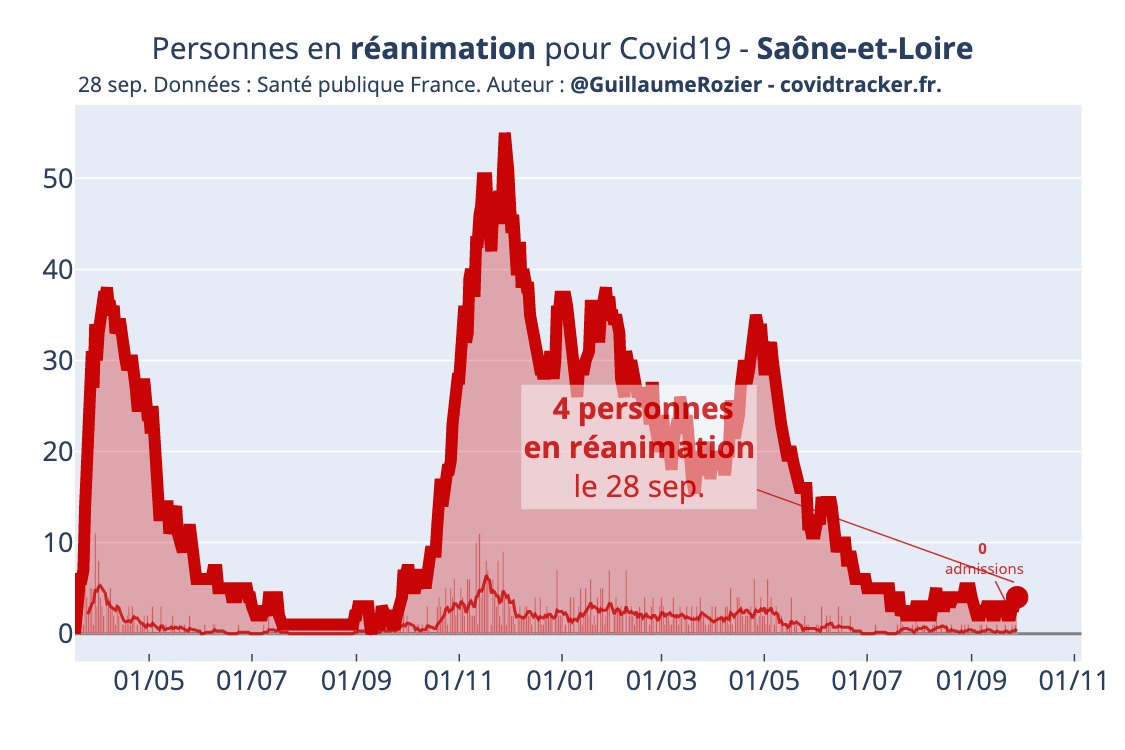 Personnes en réanimation pour Covid19 - Saône-et-Loire
28 sep. Données : Santé publique France. Auteur : @GuillaumeRozier - covidtracker.fr.
50
40
30
20
10
0
4 personnes
en réanimation
le 28 sep.
0
admissions
01/05 01/07 01/09 01/11 01/01 01/03 01/05 01/07 01/09 01/11